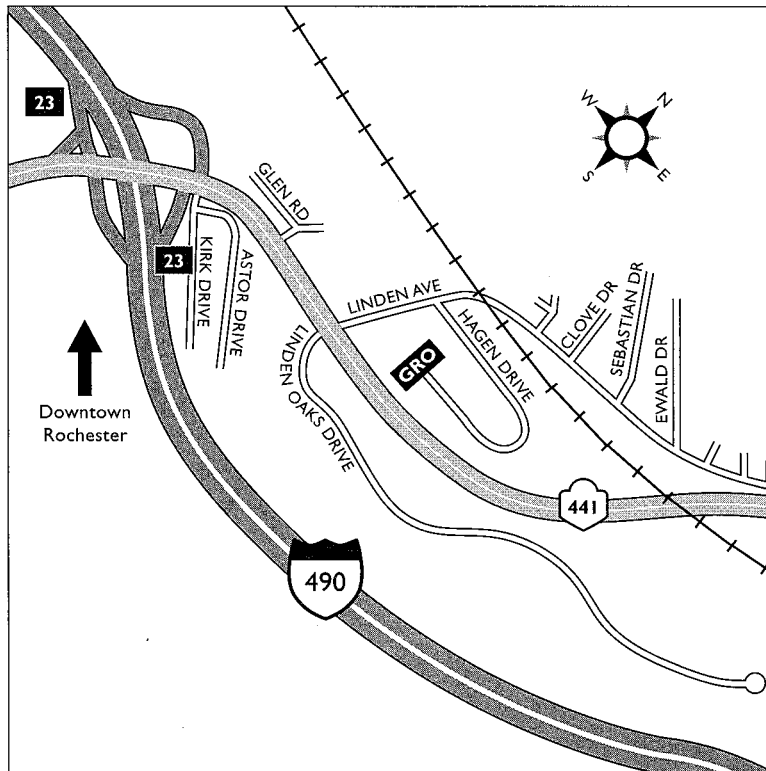 23
W
N
S
E
GLEN RD
23
KIRK DRIVE
ASTOR DRIVE
LINDEN AVE
CLOVE DR
SEBASTIAN DR
EWALD DR
HAGEN DRIVE
GRO
LINDEN OAKS DRIVE
Downtown
Rochester
441
490